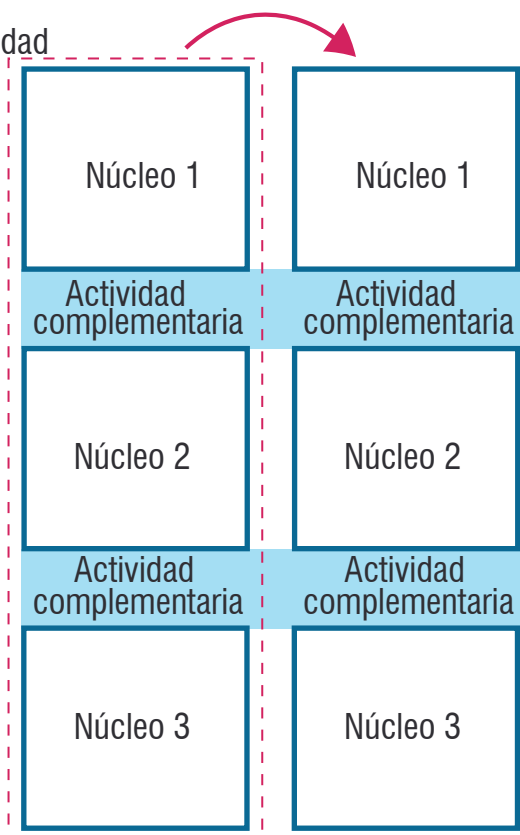 dad
Núcleo 1
Núcleo 1
Actividad
complementaria
Actividad
complementaria
Núcleo 2
Núcleo 2
Actividad
complementaria
Actividad
complementaria
Núcleo 3
Núcleo 3